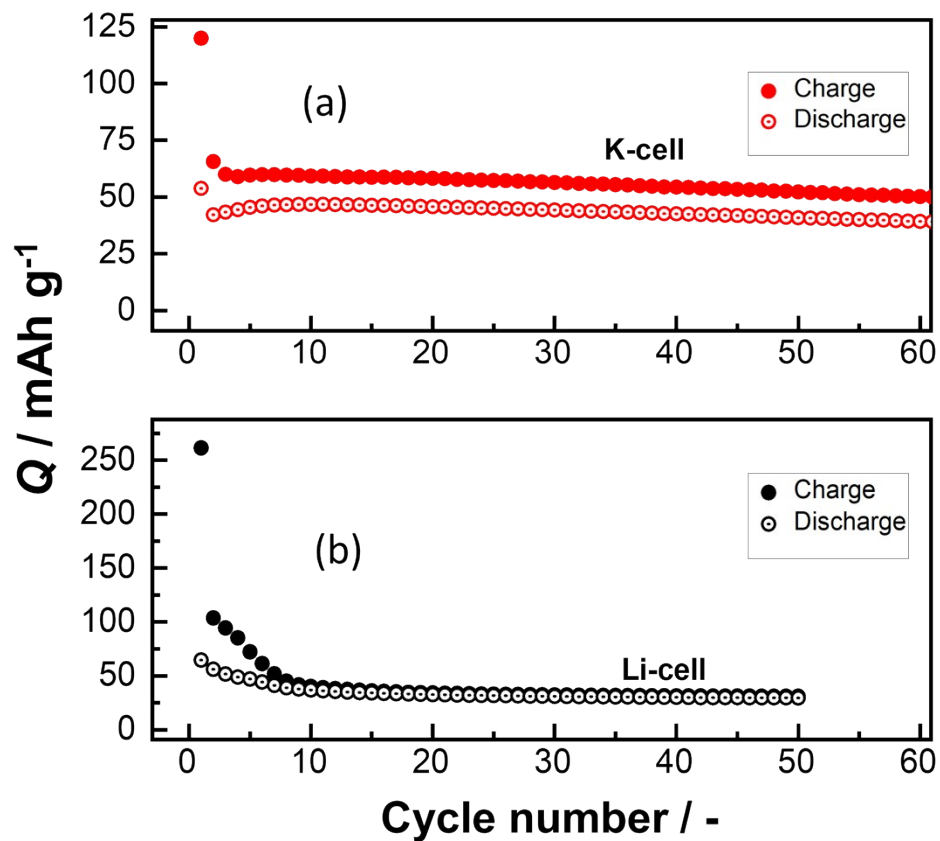 Q / mAh g-1
125
100
75
50
25
0
(a)
Charge
Discharge
K-cell
0 10 20 30 40 50 60
250
200
150
100
50
0
(b)
Charge
Discharge
Li-cell
0 10 20 30 40 50 60
Cycle number / -